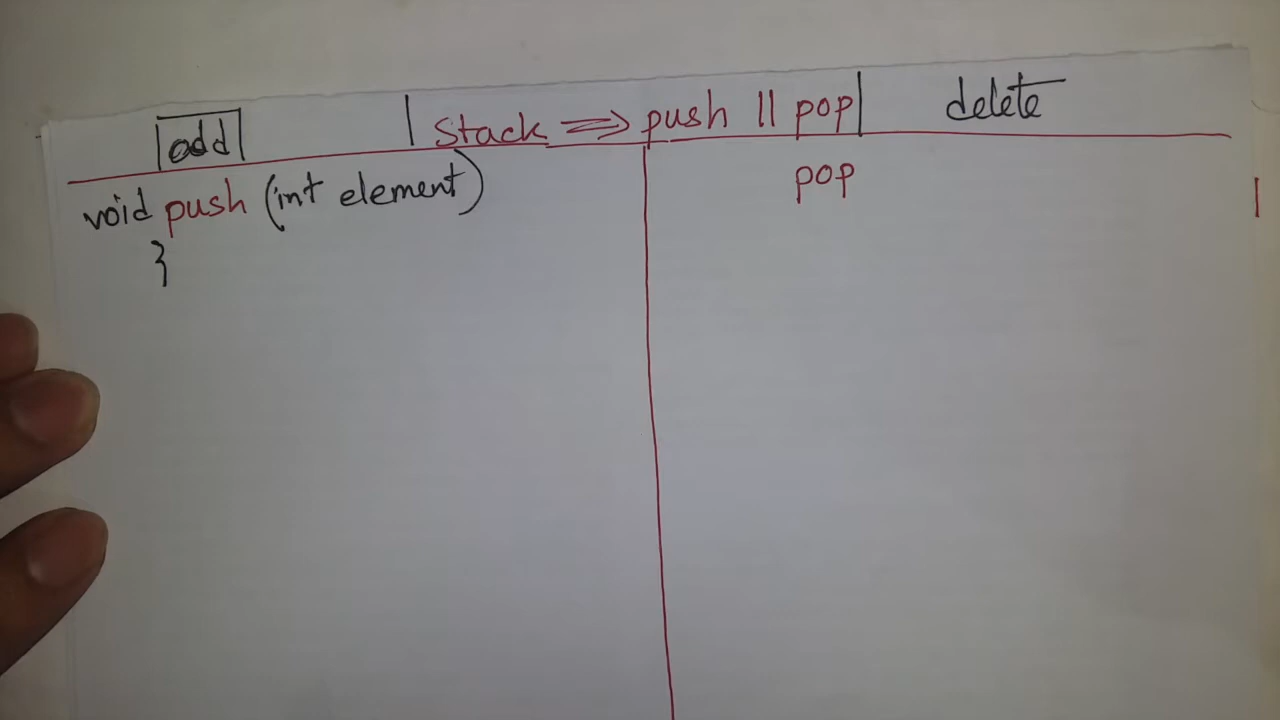 add | stack ⇒ push || pop | delete
void push (int element)
}
pop